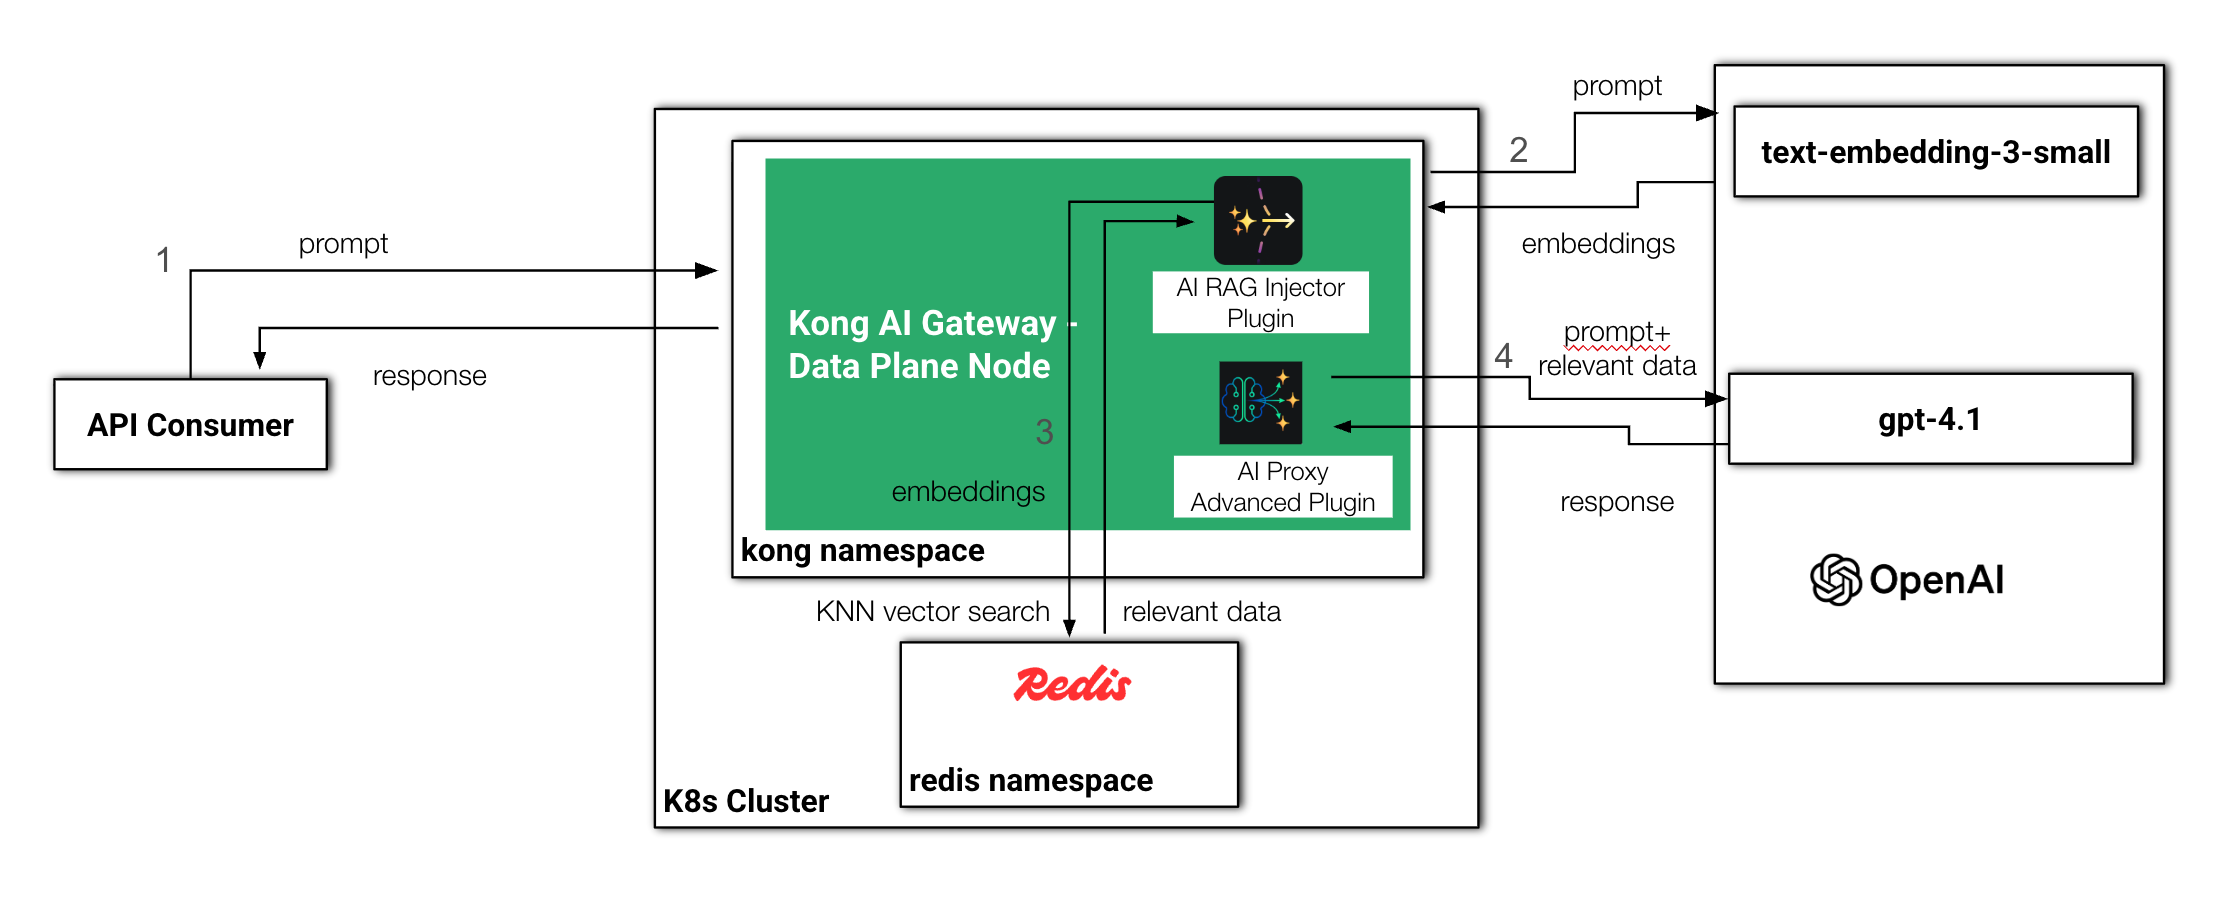 prompt
2
text-embedding-3-small
1
prompt
embeddings
AI RAG Injector
Plugin
Kong AI Gateway -
Data Plane Node
prompt+
4
relevant data
response
API Consumer
gpt-4.1
3
AI Proxy
embeddings
Advanced Plugin
response
kong namespace
OpenAI
KNN vector search
relevant data
Redis
redis namespace
K8s Cluster